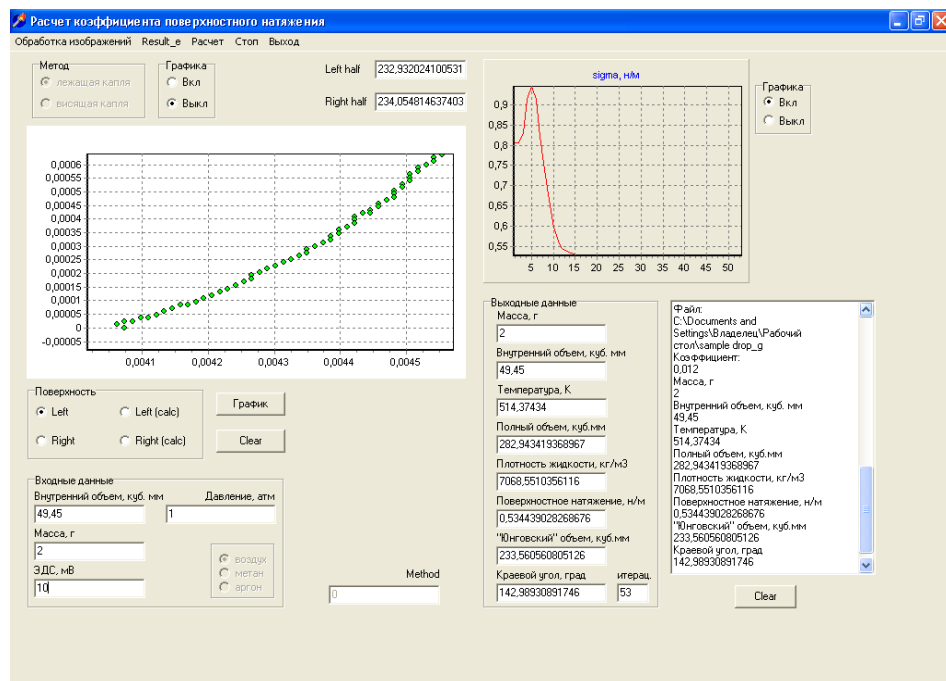 Расчет коэффициента поверхностного натяжения
Обработка изображений Result_e Расчет Стоп Выход
Метод
лежащая капля
висящая капля
Графика
Вкл
Выкл
Left half 232,932024100531
Right half 234,054814637403
0,0006
0,00055
0,0005
0,00045
0,0004
0,00035
0,0003
0,00025
0,0002
0,00015
0,0001
0,00005
0
-0,00005
0,0041 0,0042 0,0043 0,0044 0,0045
sigma, н/м
0,9
0,85
0,8
0,75
0,7
0,65
0,6
0,55
5 10 15 20 25 30 35 40 45 50
Графика
Вкл
Выкл
Поверхность
Left Left (calc)
Right Right (calc)
График
Clear
Входные данные
Внутренний объем, куб. мм Давление, атм
49,45 1
Масса, г
2
ЭДС, мВ
10
воздух
метан
аргон
Method
0
Выходные данные
Масса, г
2
Внутренний объем, куб. мм
49,45
Температура, К
514,37434
Полный объем, куб.мм
282,943419368967
Плотность жидкости, кг/м3
7068,5510356116
Поверхностное натяжение, н/м
0,534439028268676
"Юнговский" объем, куб.мм
233,560560805126
Краевой угол, град итерац.
142,98930891746 53
Файл:
C:\Documents and
Settings\Владелец\Рабочий
стол\sample drop_g
Коэффициент:
0,012
Масса, г
2
Внутренний объем, куб. мм
49,45
Температура, К
514,37434
Полный объем, куб.мм
282,943419368967
Плотность жидкости, кг/м3
7068,5510356116
Поверхностное натяжение, н/м
0,534439028268676
"Юнговский" объем, куб.мм
233,560560805126
Краевой угол, град
142,98930891746
Clear